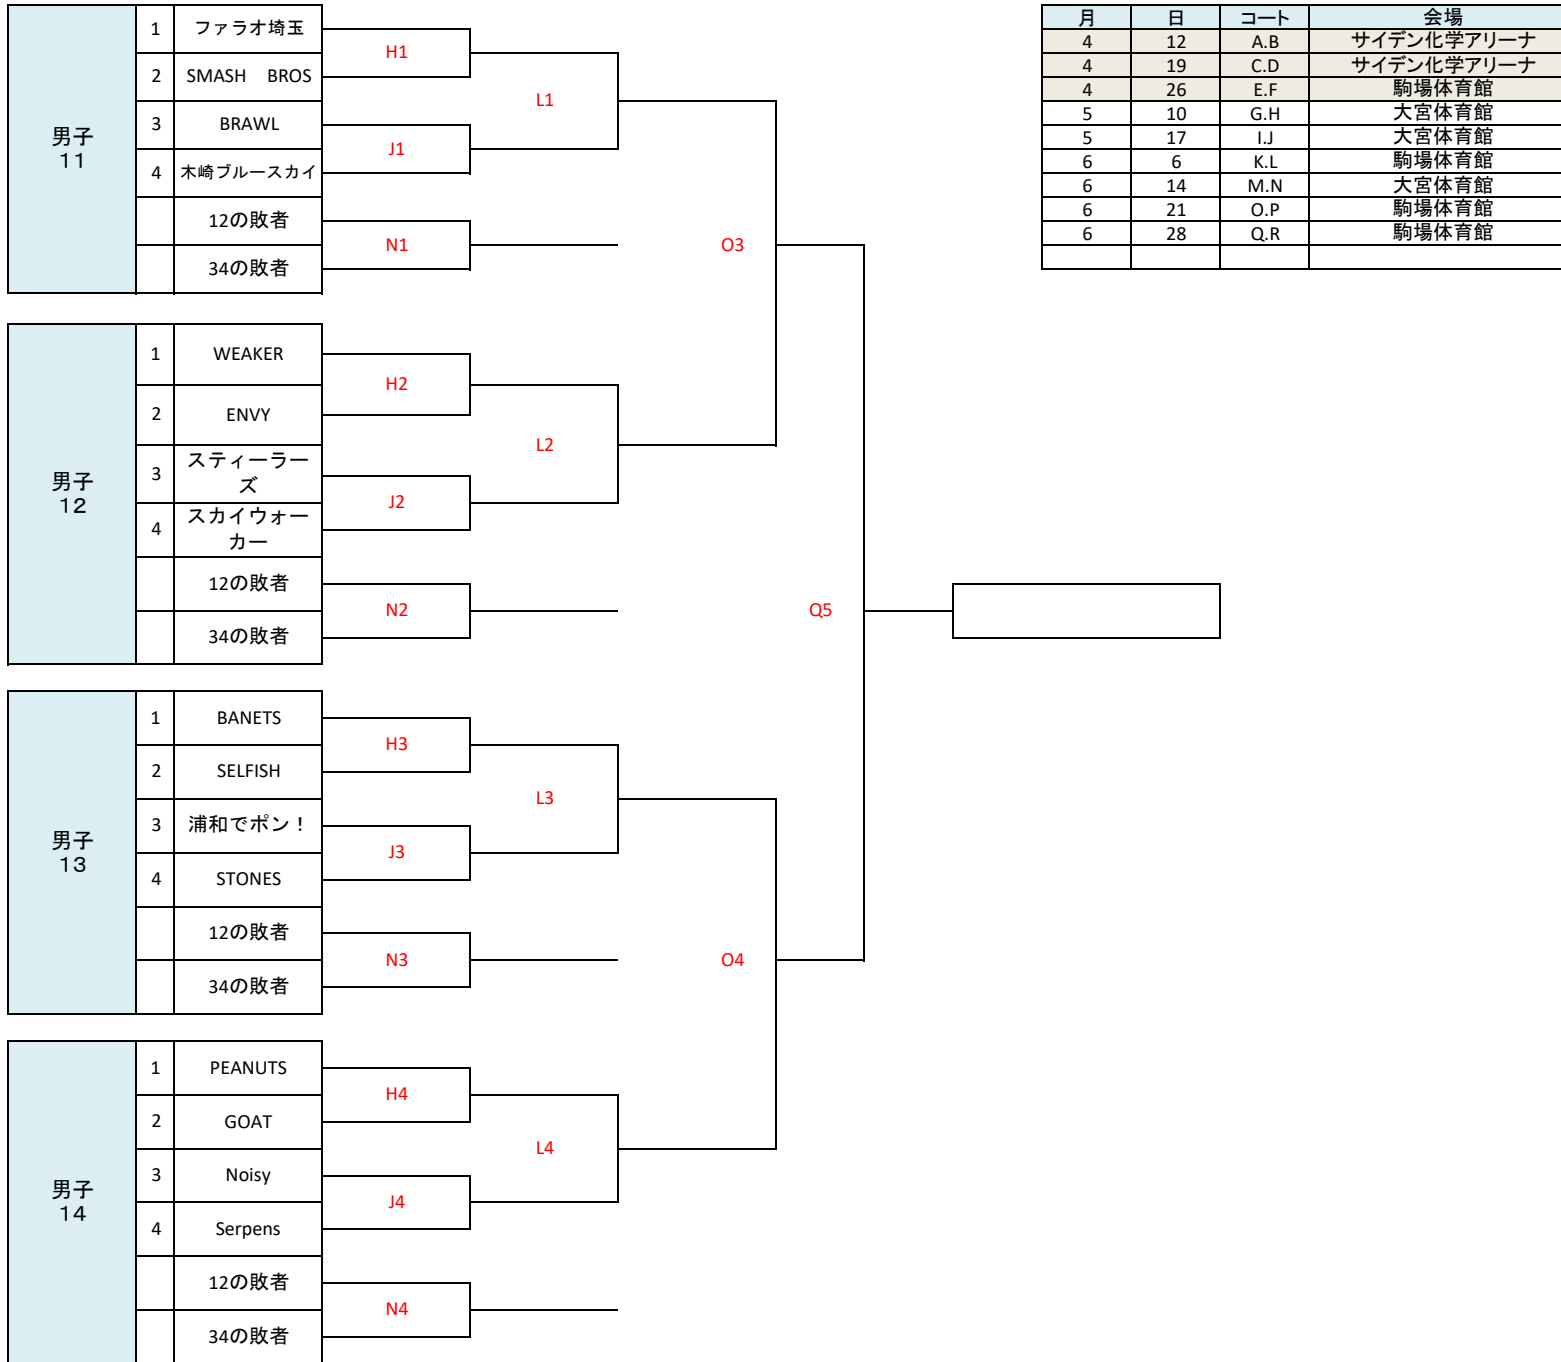 月 日 コート 会場
4 12 A.B サイデン化学アリーナ
4 19 C.D サイデン化学アリーナ
4 26 E.F 駒場体育館
5 10 G.H 大宮体育館
5 17 I.J 大宮体育館
6 6 K.L 駒場体育館
6 14 M.N 大宮体育館
6 21 O.P 駒場体育館
6 28 Q.R 駒場体育館
男子
11
1 ファラオ埼玉
2 SMASH BROS
3 BRAWL
4 木崎ブルースカイ
12の敗者
34の敗者
H1
J1
N1
L1
O3
男子
12
1 WEAKER
2 ENVY
3 スティーラー
ズ
4 スカイウォー
カー
12の敗者
34の敗者
H2
J2
N2
L2
Q5
男子
13
1 BANETS
2 SELFISH
3 浦和でポン！
4 STONES
12の敗者
34の敗者
H3
J3
N3
L3
O4
男子
14
1 PEANUTS
2 GOAT
3 Noisy
4 Serpens
12の敗者
34の敗者
H4
J4
N4
L4